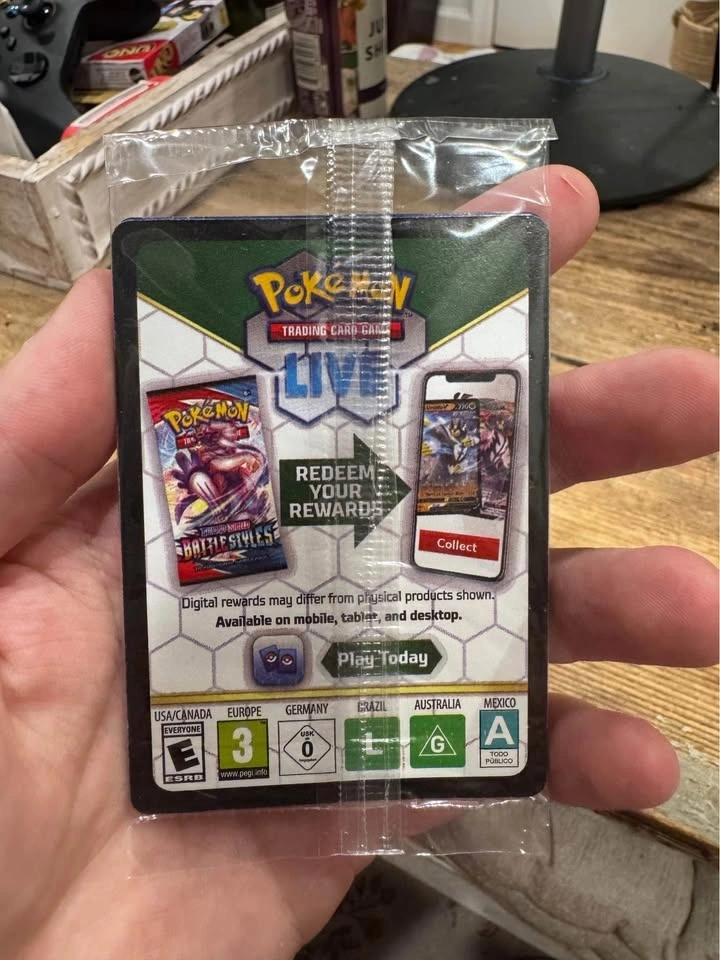 UNO
JU
SH
POKéMON
TRADING CARD GAME
LIVE
POKéMON
BATTLE STYLES
REDEEM
YOUR
REWARDS
Collect
Digital rewards may differ from physical products shown.
Available on mobile, tablet, and desktop.
Play Today
USA/CANADA EUROPE GERMANY BRAZIL AUSTRALIA MEXICO
EVERYONE
E
ESRB
3
www.pegi.info
USK
0
L
G
A
TODO
PÚBLICO